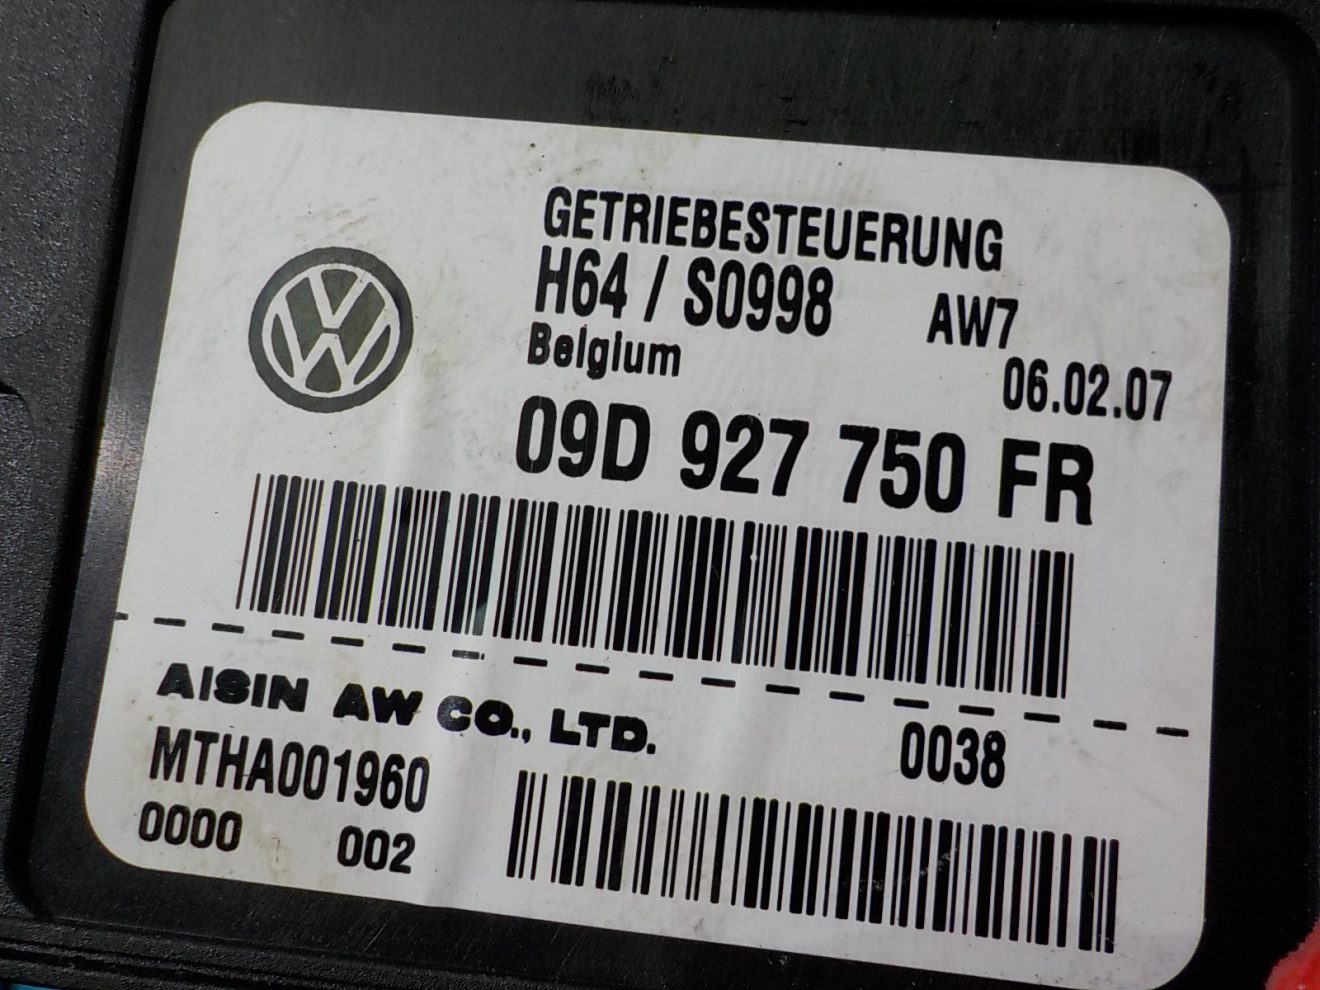 GETRIEBESTEUERUNG
H64 / S0998 AW7
Belgium 06.02.07
09D 927 750 FR
AISIN AW CO., LTD.
0038
MTHA001960
0000 002